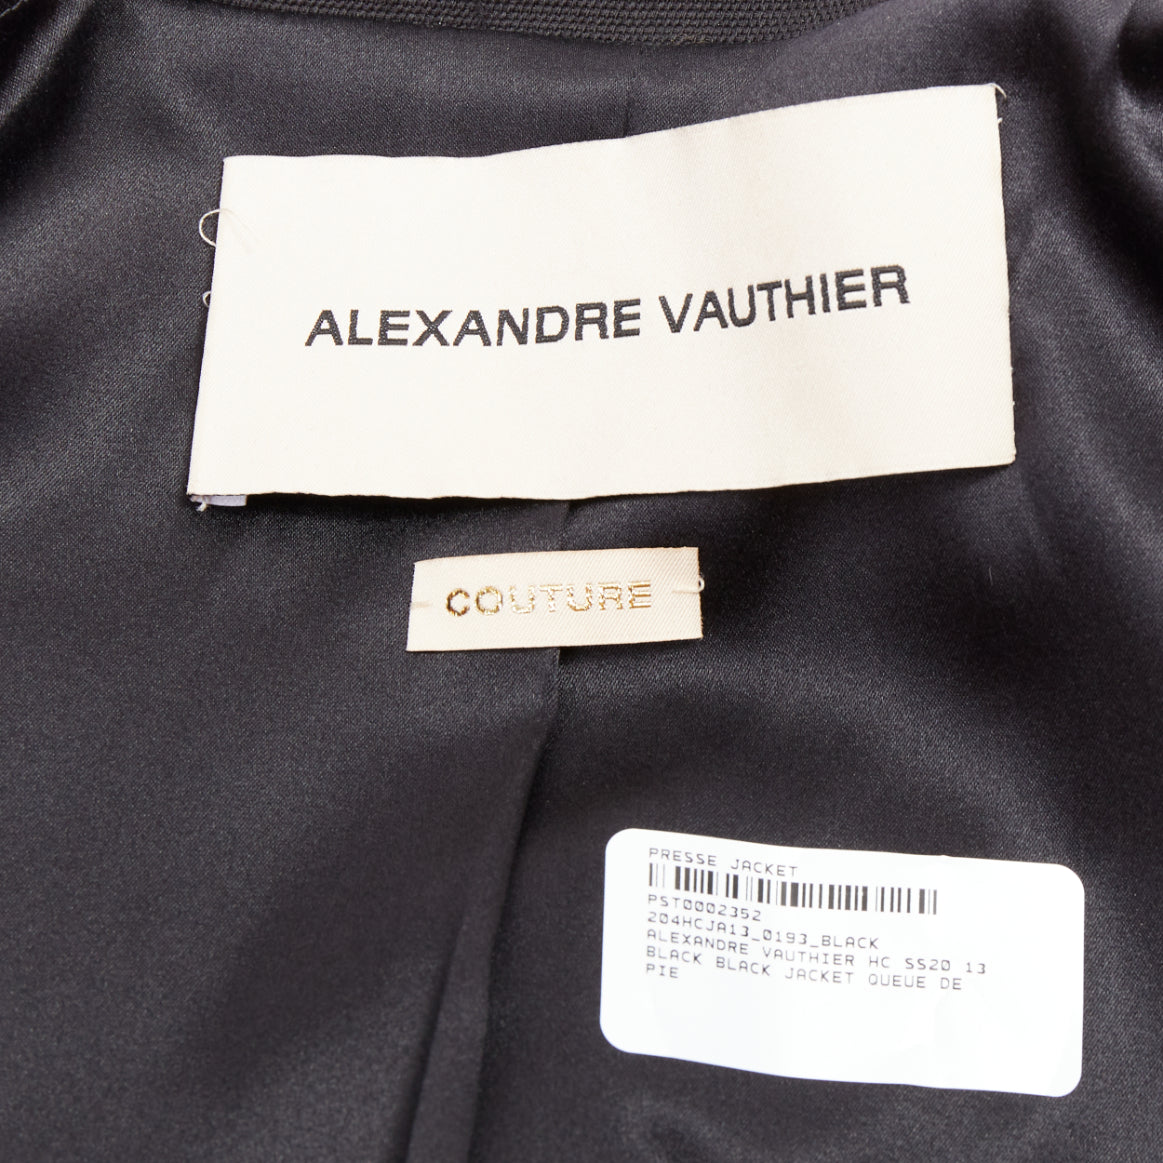 ALEXANDRE VAUTHIER
COUTURE
PRESSE JACKET
PST0002352
204HCJA13_0193_BLACK
ALEXANDRE VAUTHIER HC SS20 13
BLACK BLACK JACKET QUEUE DE
PIE